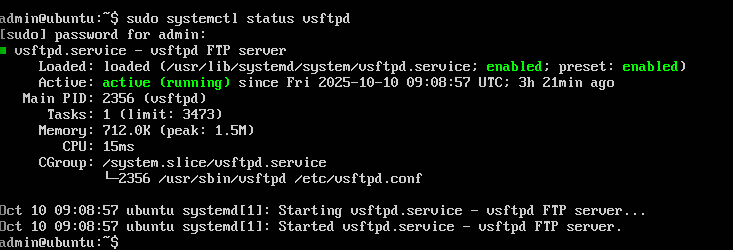 admin@ubuntu:~$ sudo systemctl status vsftpd
[sudo] password for admin:
vsftpd.service - vsftpd FTP server
Loaded: loaded (/usr/lib/systemd/system/vsftpd.service; enabled; preset: enabled)
Active: active (running) since Fri 2025-10-10 09:08:57 UTC; 3h 21min ago
Main PID: 2356 (vsftpd)
Tasks: 1 (limit: 3473)
Memory: 712.0K (peak: 1.5M)
CPU: 15ms
CGroup: /system.slice/vsftpd.service
└─2356 /usr/sbin/vsftpd /etc/vsftpd.conf
Oct 10 09:08:57 ubuntu systemd[1]: Starting vsftpd.service - vsftpd FTP server...
Oct 10 09:08:57 ubuntu systemd[1]: Started vsftpd.service - vsftpd FTP server.
admin@ubuntu:~$